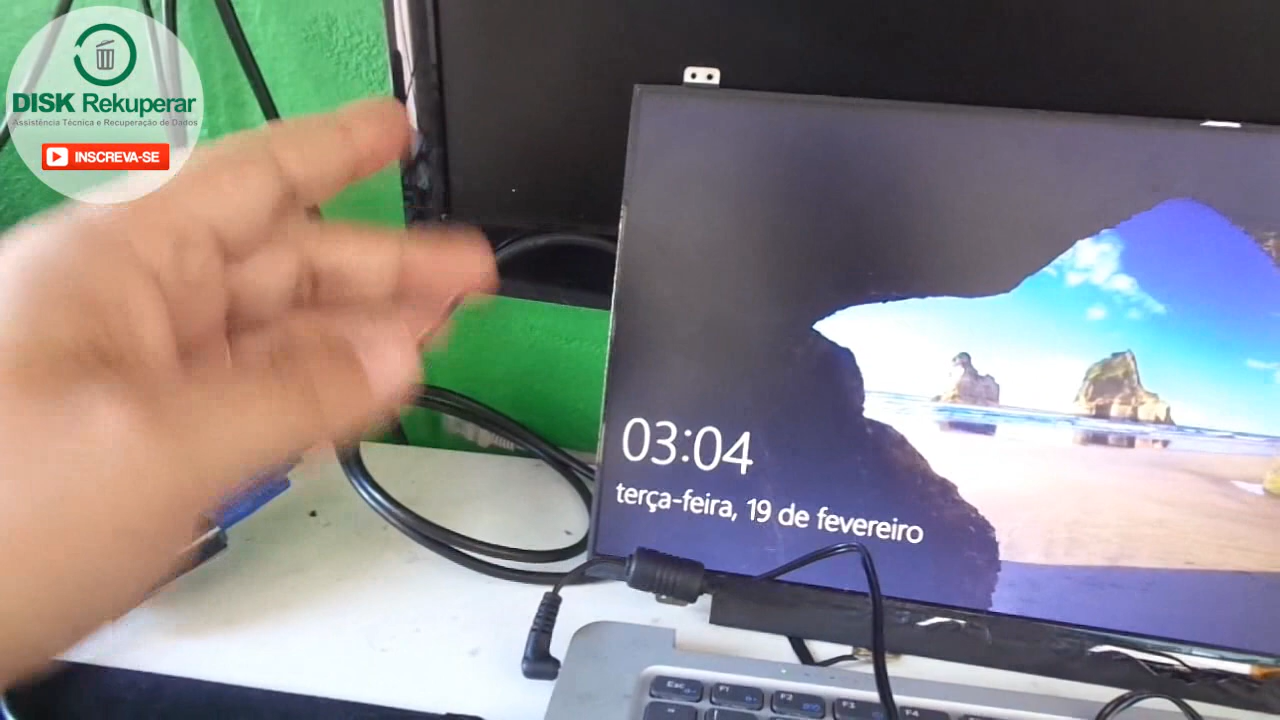 DISK Rekuperar
Assistência Técnica e Recuperação de Dados
INSCREVA-SE
03:04
terça-feira, 19 de fevereiro
Esc F1 F2 F3 F4